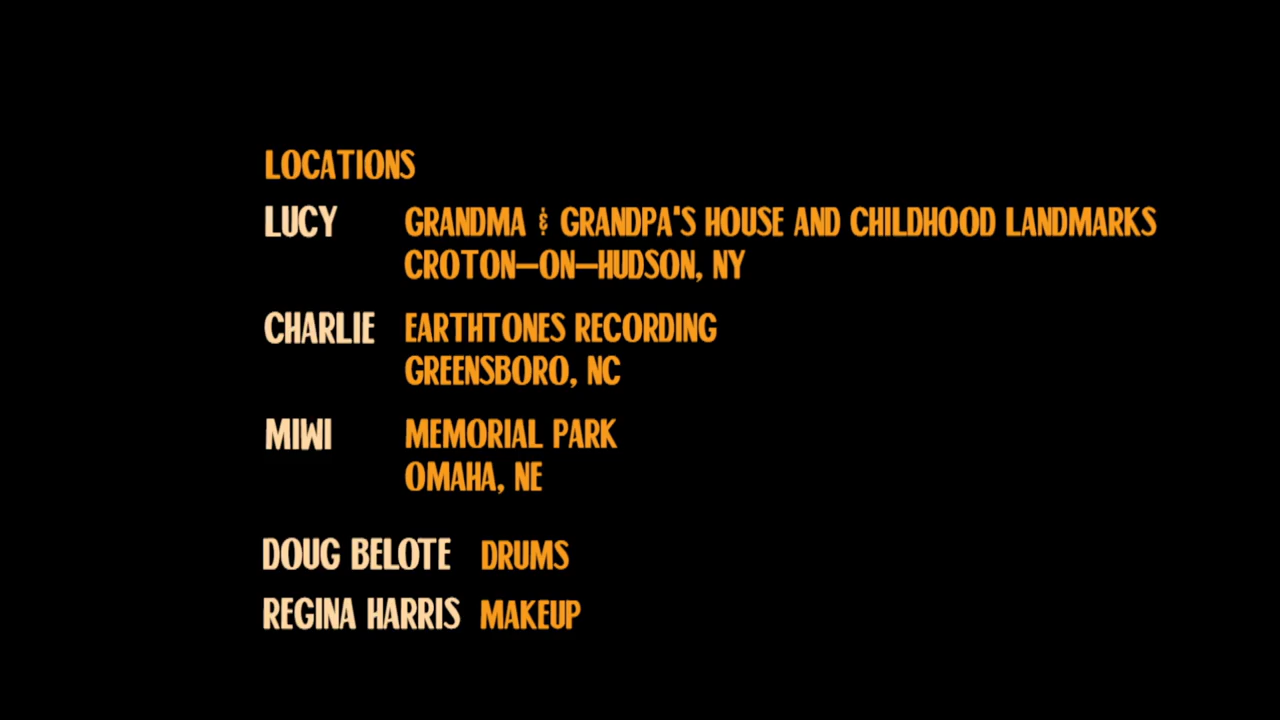 LOCATIONS
LUCY GRANDMA & GRANDPA'S HOUSE AND CHILDHOOD LANDMARKS
CROTON-ON-HUDSON, NY
CHARLIE EARTHTONES RECORDING
GREENSBORO, NC
MIWI MEMORIAL PARK
OMAHA, NE
DOUG BELOTE DRUMS
REGINA HARRIS MAKEUP